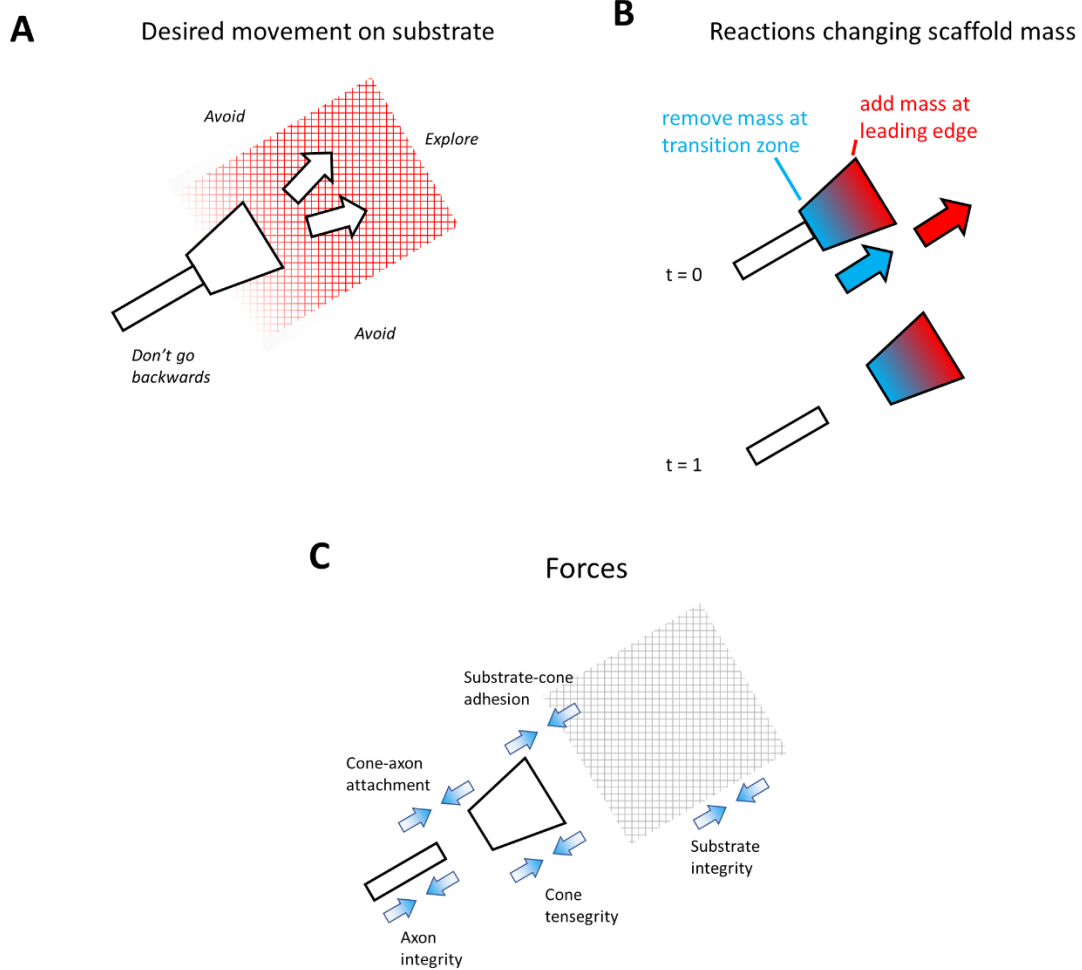 A
Desired movement on substrate
Avoid
Explore
Avoid
Don't go
backwards
B
Reactions changing scaffold mass
remove mass at
transition zone
add mass at
leading edge
t = 0
t = 1
C
Forces
Substrate-cone
adhesion
Cone-axon
attachment
Substrate
integrity
Cone
tensegrity
Axon
integrity